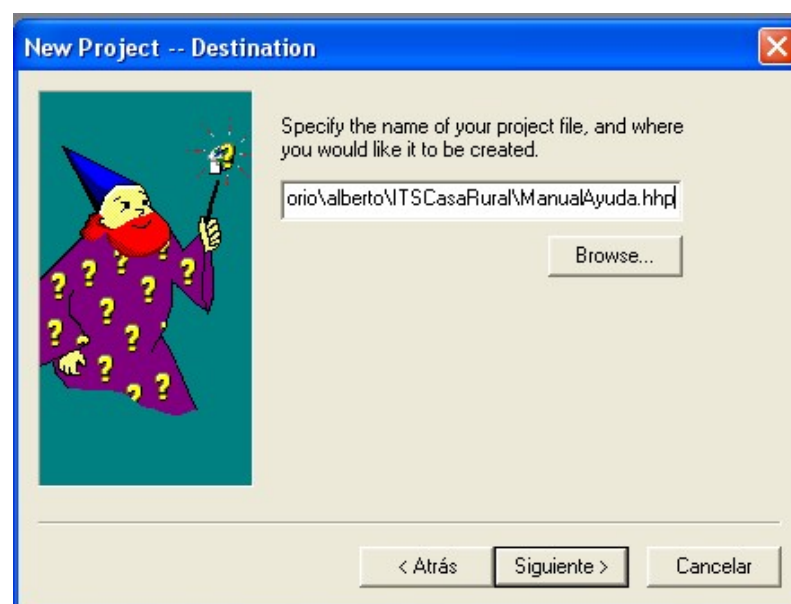 New Project -- Destination
Specify the name of your project file, and where
you would like it to be created.
orio\alberto\ITSCasaRural\ManualAyuda.hhp
Browse...
< Atrás
Siguiente >
Cancelar